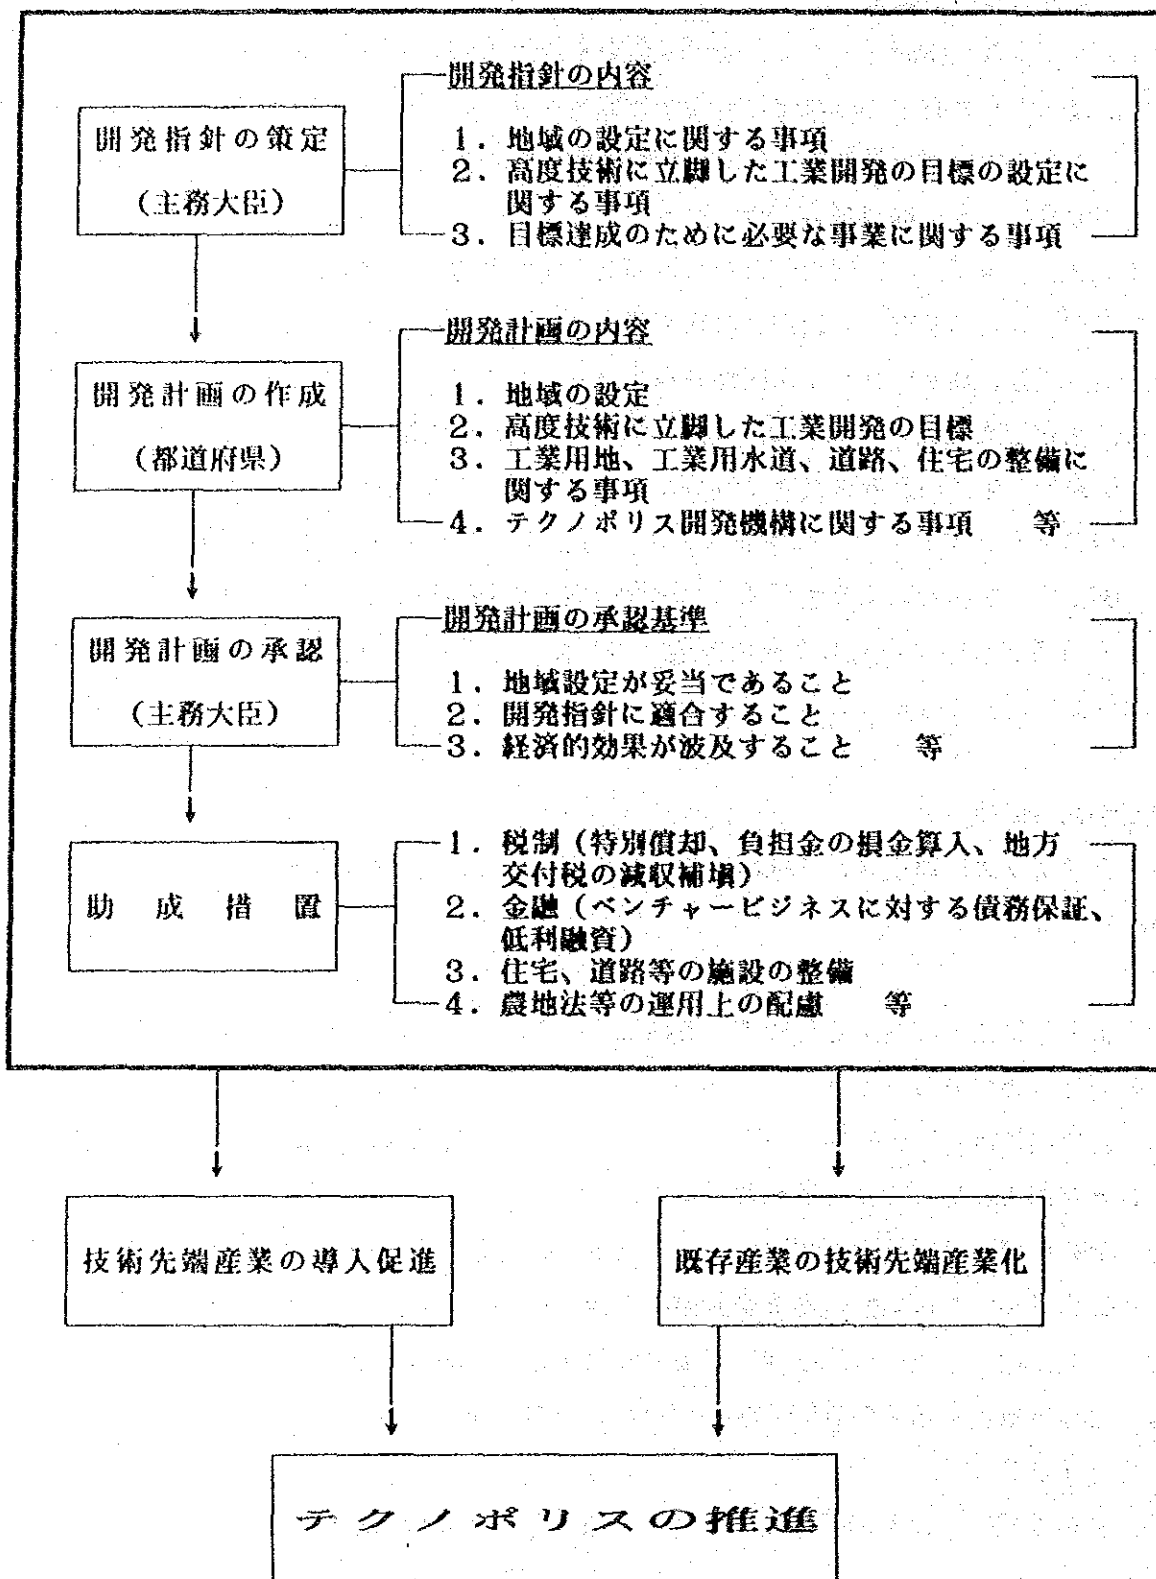 開発指針の策定
(主務大臣)
開発指針の内容
1. 地域の設定に関する事項
2. 高度技術に立脚した工業開発の目標の設定に
関する事項
3. 目標達成のために必要な事業に関する事項
開発計画の作成
(都道府県)
開発計画の内容
1. 地域の設定
2. 高度技術に立脚した工業開発の目標
3. 工業用地、工業用水道、道路、住宅の整備に
関する事項
4. テクノポリス開発機構に関する事項 等
開発計画の承認
(主務大臣)
開発計画の承認基準
1. 地域設定が妥当であること
2. 開発指針に適合すること
3. 経済的効果が波及すること 等
助成措置
1. 税制(特別償却、負担金の損金算入、地方
交付税の減収補塡)
2. 金融(ベンチャービジネスに対する債務保証、
低利融資)
3. 住宅、道路等の施設の整備
4. 農地法等の運用上の配慮 等
技術先端産業の導入促進
既存産業の技術先端産業化
テクノポリスの推進